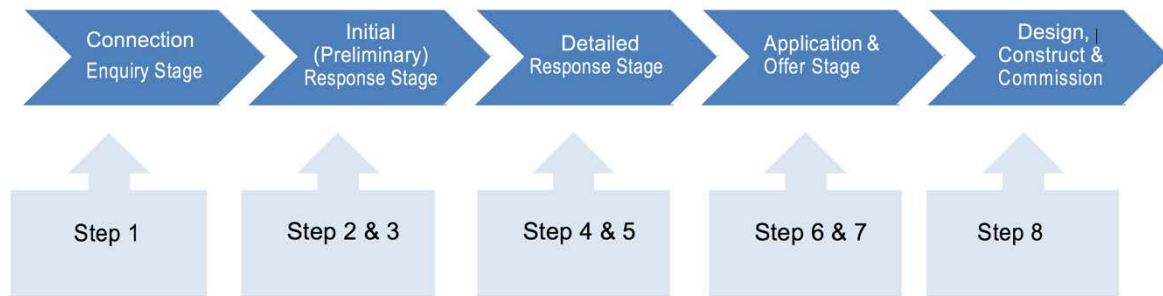 Connection
Enquiry Stage
Initial
(Preliminary)
Response Stage
Detailed
Response Stage
Application &
Offer Stage
Design,
Construct &
Commission
Step 1
Step 2 & 3
Step 4 & 5
Step 6 & 7
Step 8